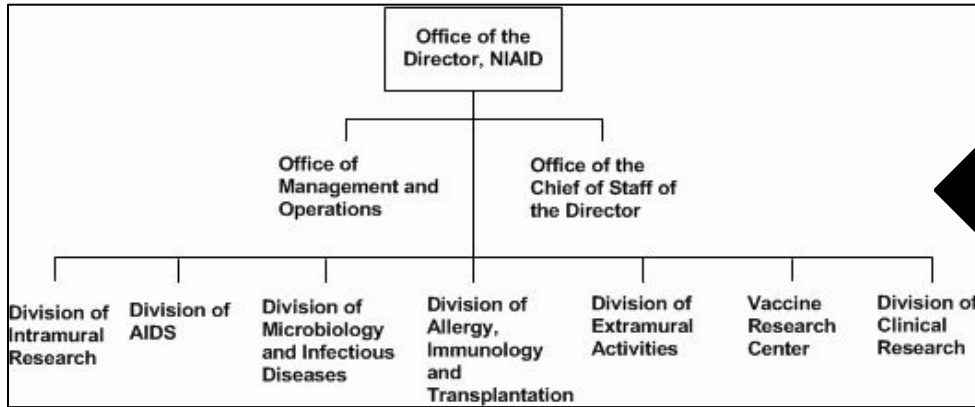 Office of the
Director, NIAID
Office of
Management and
Operations
Office of the
Chief of Staff of
the Director
Division of
Intramural
Research
Division of
AIDS
Division of
Microbiology
and Infectious
Diseases
Division of
Allergy,
Immunology
and
Transplantation
Division of
Extramural
Activities
Vaccine
Research
Center
Division of
Clinical
Research